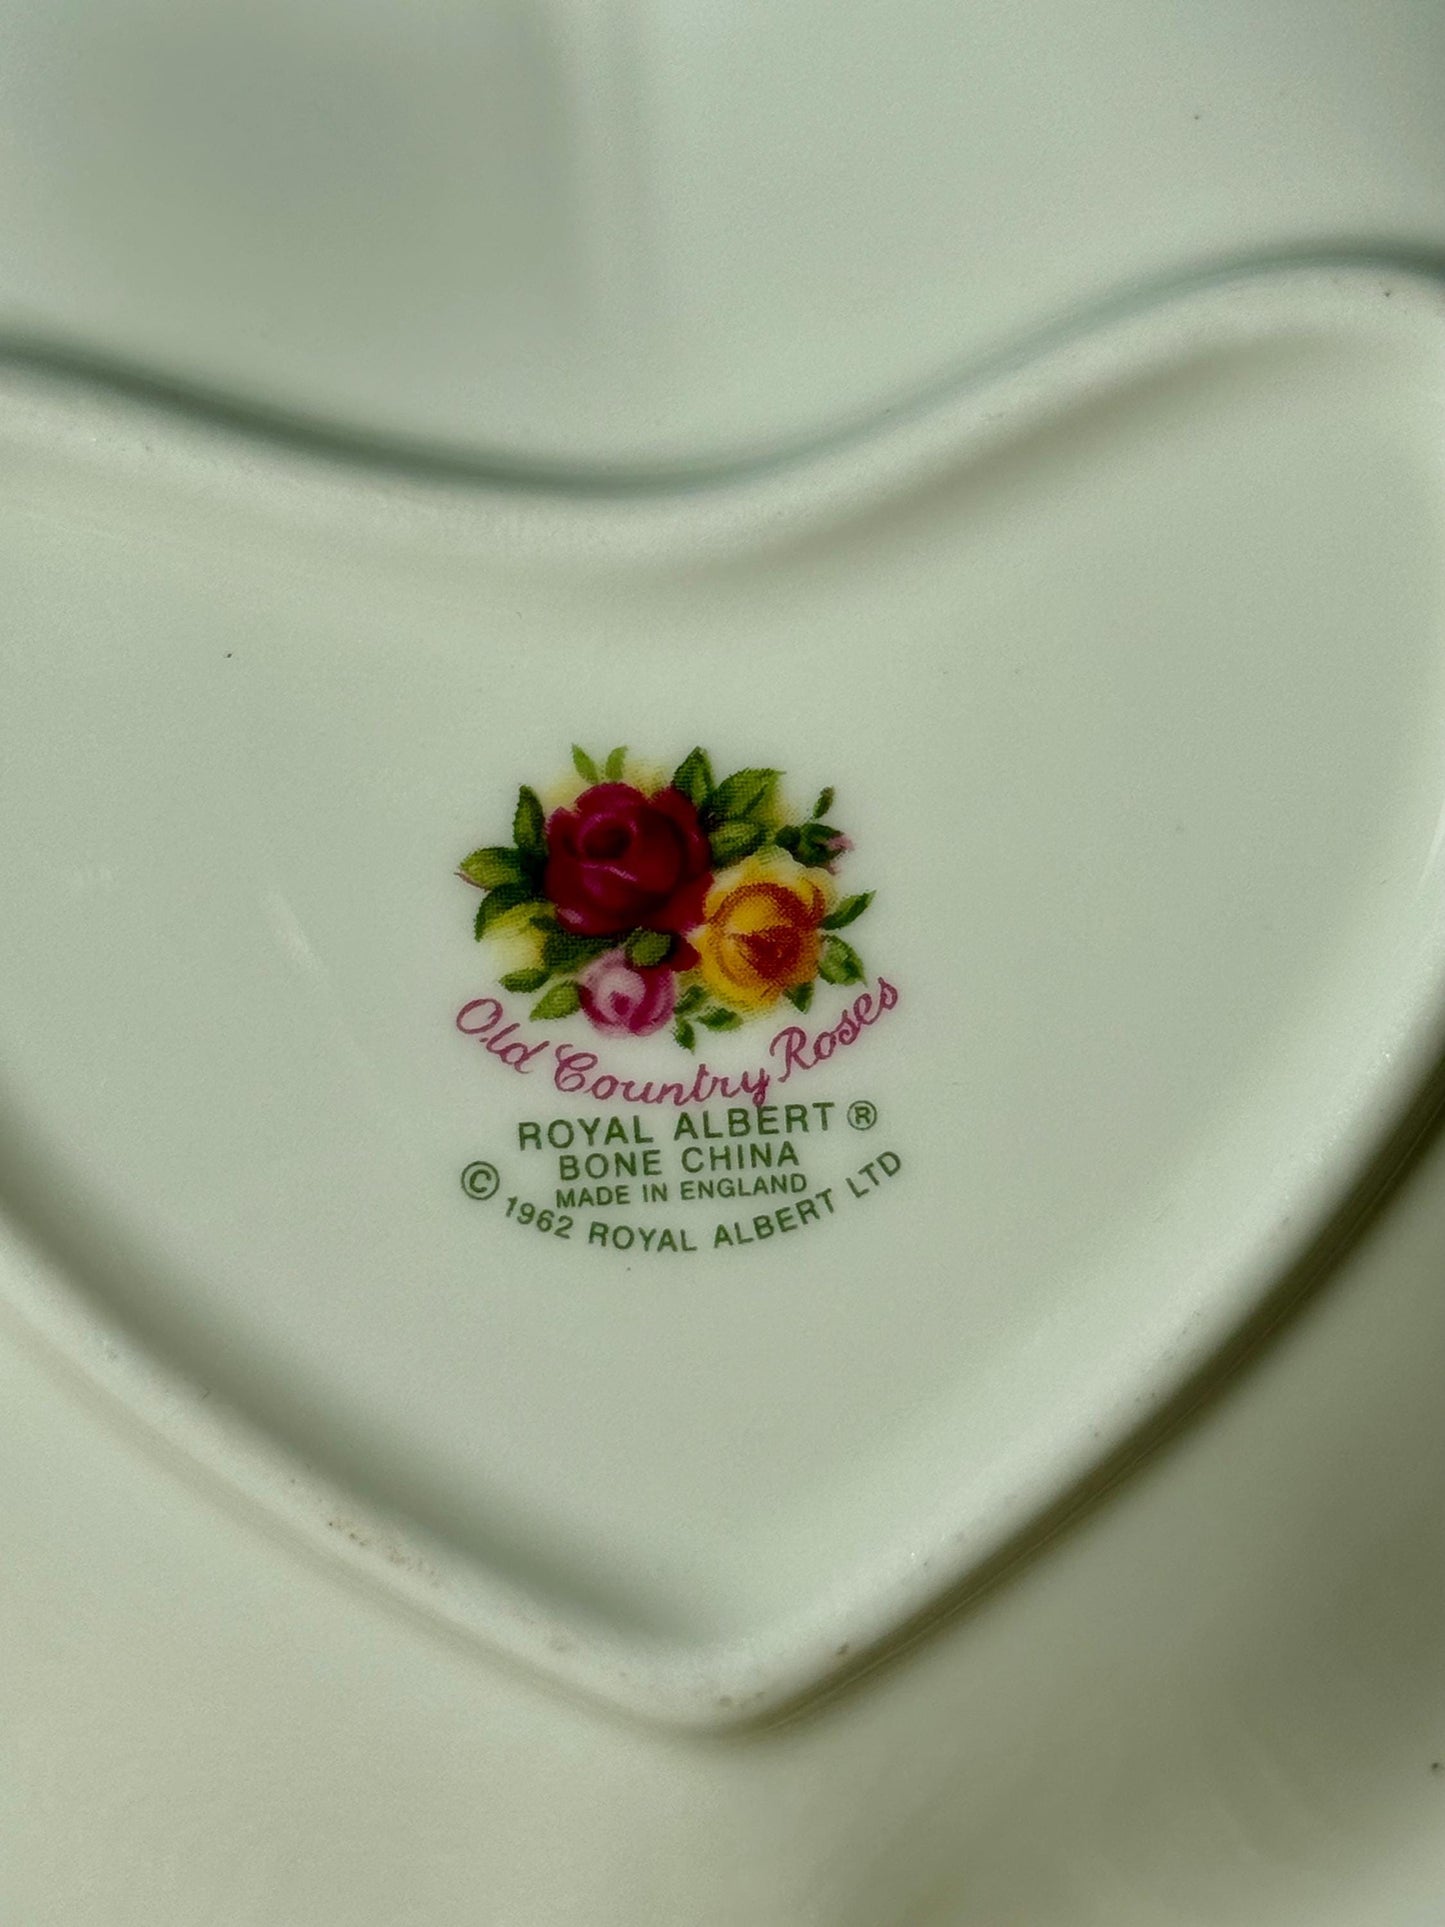 Old Country Roses
ROYAL ALBERT ®
BONE CHINA
MADE IN ENGLAND
© 1962 ROYAL ALBERT LTD